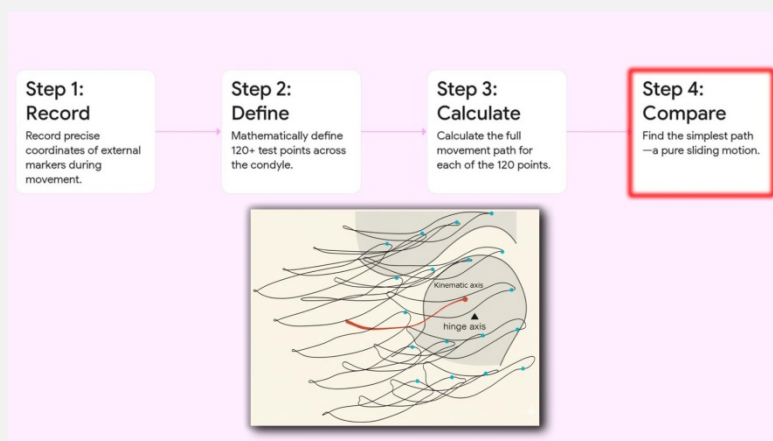 Step 1:
Record
Record precise
coordinates of external
markers during
movement.
Step 2:
Define
Mathematically define
120+ test points across
the condyle.
Step 3:
Calculate
Calculate the full
movement path for
each of the 120 points.
Step 4:
Compare
Find the simplest path
—a pure sliding motion.
Kinematic axis
hinge axis